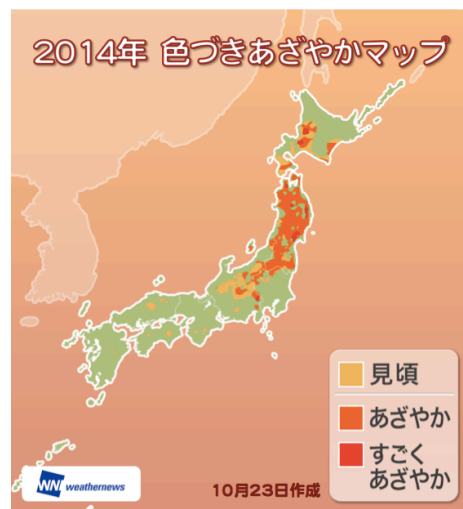 2014年 色づきあざやかマップ
見頃
あざやか
すごく
あざやか
WN weathernews
10月23日作成